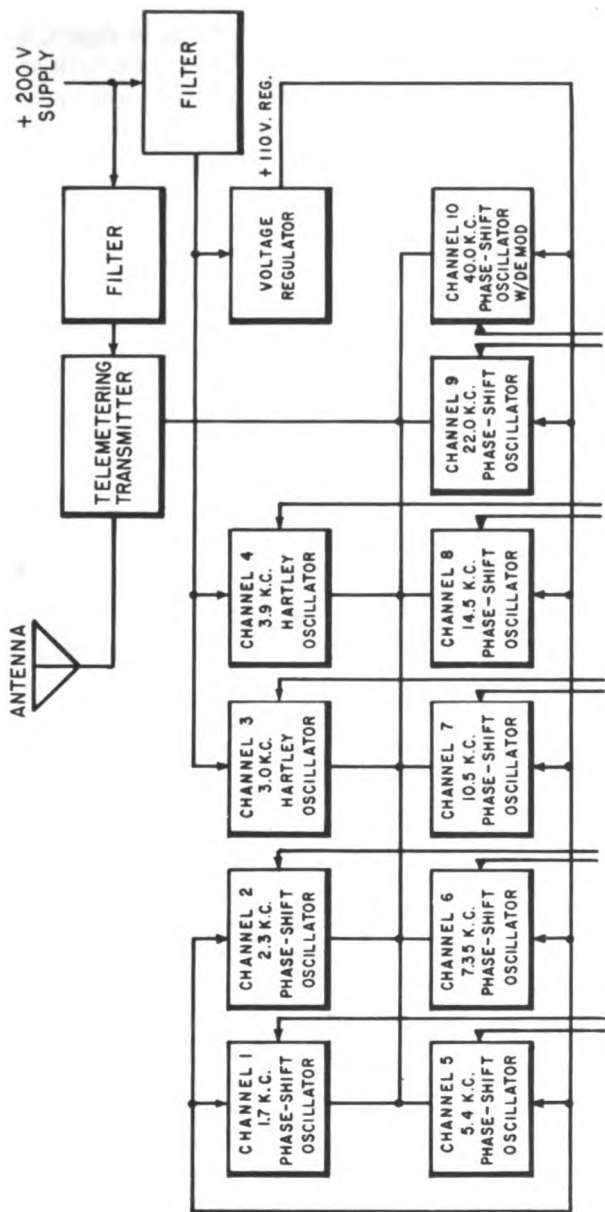 + 200 V
SUPPLY
FILTER
FILTER
TELEMETERING
TRANSMITTER
ANTENNA
VOLTAGE
REGULATOR
+ 110 V. REG.
CHANNEL 1
1.7 K.C.
PHASE-SHIFT
OSCILLATOR
CHANNEL 2
2.3 K.C.
PHASE-SHIFT
OSCILLATOR
CHANNEL 3
3.0 K.C.
HARTLEY
OSCILLATOR
CHANNEL 4
3.9 K.C.
HARTLEY
OSCILLATOR
CHANNEL 5
5.4 K.C.
PHASE-SHIFT
OSCILLATOR
CHANNEL 6
7.35 K.C.
PHASE-SHIFT
OSCILLATOR
CHANNEL 7
10.5 K.C.
PHASE-SHIFT
OSCILLATOR
CHANNEL 8
14.5 K.C.
PHASE-SHIFT
OSCILLATOR
CHANNEL 9
22.0 K.C.
PHASE-SHIFT
OSCILLATOR
CHANNEL 10
40.0 K.C.
PHASE-SHIFT
OSCILLATOR
W/DEMOD